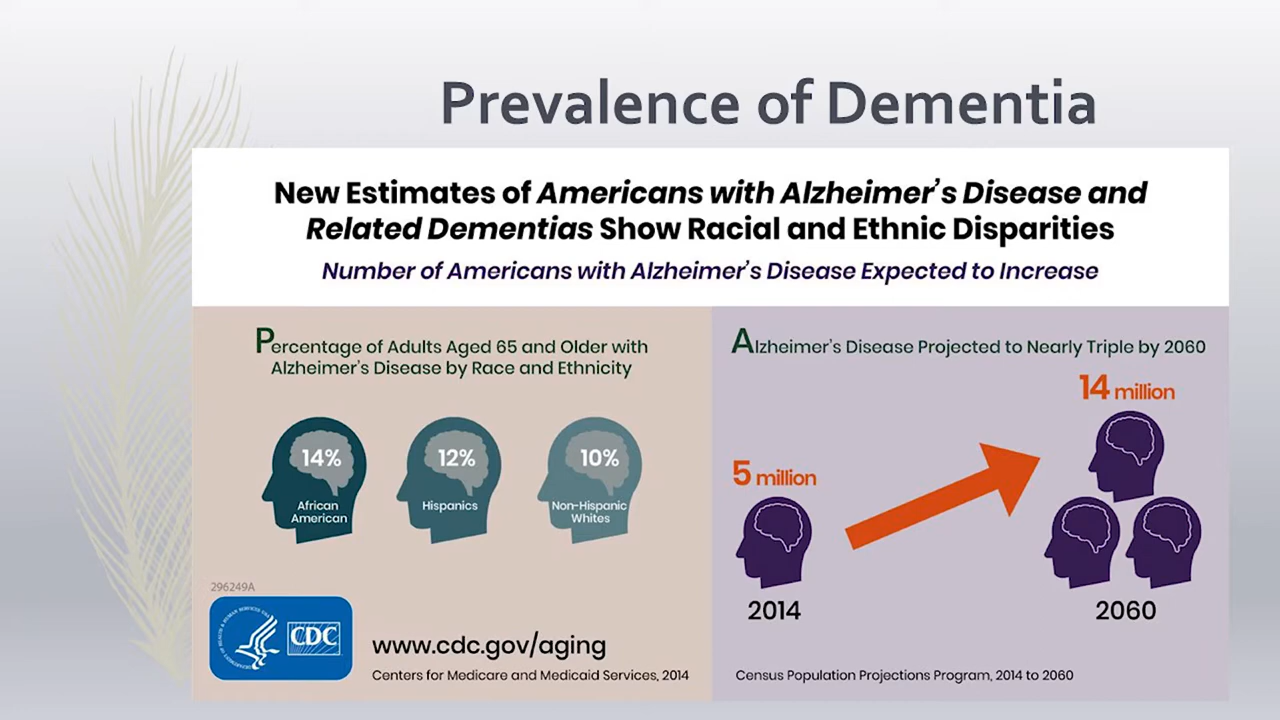 Prevalence of Dementia
New Estimates of Americans with Alzheimer's Disease and
Related Dementias Show Racial and Ethnic Disparities
Number of Americans with Alzheimer's Disease Expected to Increase
Percentage of Adults Aged 65 and Older with
Alzheimer's Disease by Race and Ethnicity
14%
African
American
12%
Hispanics
10%
Non-Hispanic
Whites
296249A
CDC
www.cdc.gov/aging
Centers for Medicare and Medicaid Services, 2014
Alzheimer's Disease Projected to Nearly Triple by 2060
14 million
5 million
2014
2060
Census Population Projections Program, 2014 to 2060